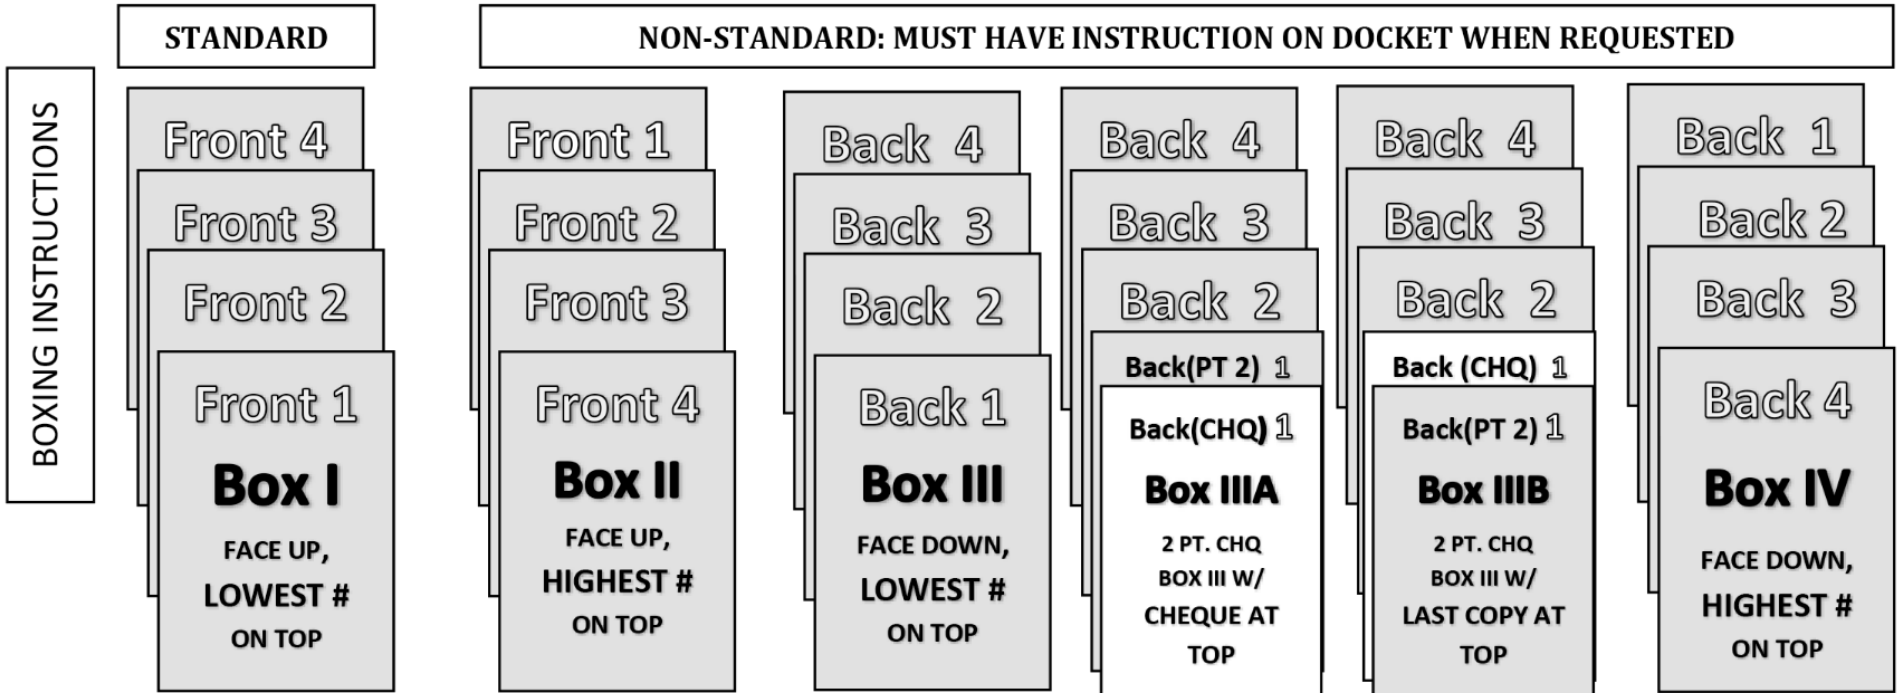 STANDARD
NON-STANDARD: MUST HAVE INSTRUCTION ON DOCKET WHEN REQUESTED
BOXING INSTRUCTIONS
Front 4
Front 3
Front 2
Front 1
Box I
FACE UP,
LOWEST #
ON TOP
Front 1
Front 2
Front 3
Front 4
Box II
FACE UP,
HIGHEST #
ON TOP
Back 4
Back 3
Back 2
Back 1
Box III
FACE DOWN,
LOWEST #
ON TOP
Back 4
Back 3
Back 2
Back(PT 2) 1
Back(CHQ) 1
Box IIIA
2 PT. CHQ
BOX III W/
CHEQUE AT
TOP
Back 4
Back 3
Back 2
Back (CHQ) 1
Back(PT 2) 1
Box IIIB
2 PT. CHQ
BOX III W/
LAST COPY AT
TOP
Back 1
Back 2
Back 3
Back 4
Box IV
FACE DOWN,
HIGHEST #
ON TOP